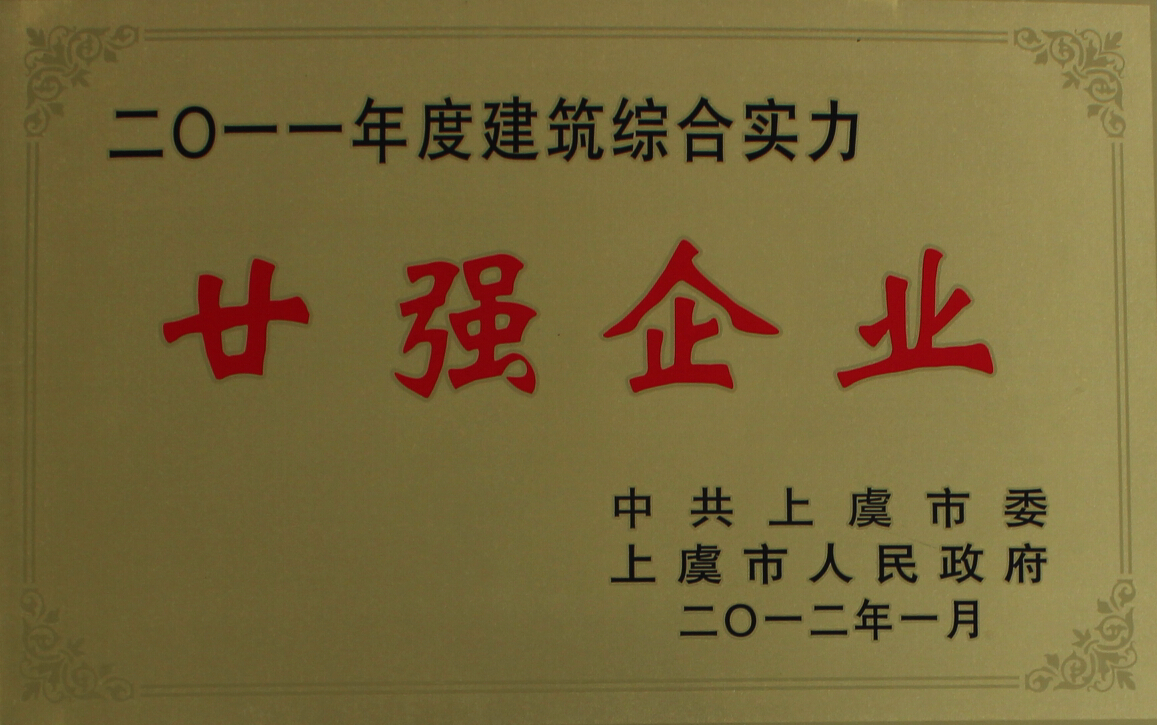 二〇一一年度建筑综合实力
廿强企业
中共上虞市委
上虞市人民政府
二〇一二年一月